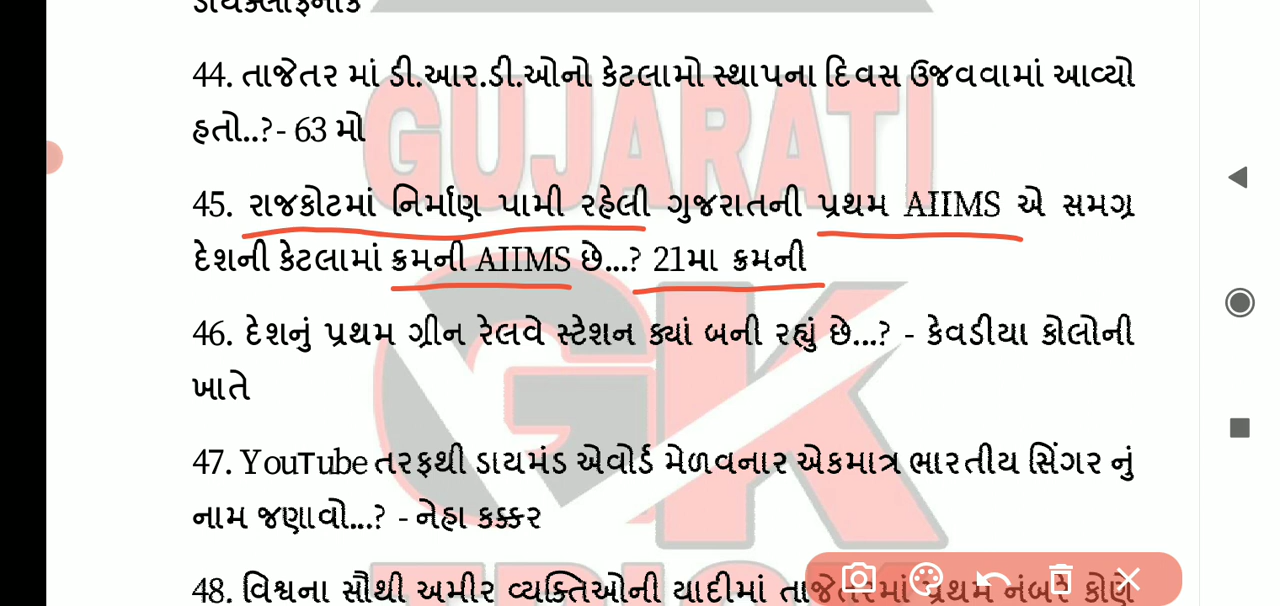 ડાયક્લોફેનાક
44. તાજેતર માં ડી.આર.ડી.ઓનો કેટલામો સ્થાપના દિવસ ઉજવવામાં આવ્યો
હતો..?- 63 મો
45. રાજકોટમાં નિર્માણ પામી રહેલી ગુજરાતની પ્રથમ AIIMS એ સમગ્ર
દેશની કેટલામાં ક્રમની AIIMS છે...? 21મા ક્રમની
46. દેશનું પ્રથમ ગ્રીન રેલવે સ્ટેશન ક્યાં બની રહ્યું છે...? - કેવડીયા કોલોની
ખાતે
47. YouTube તરફથી ડાયમંડ એવોર્ડ મેળવનાર એકમાત્ર ભારતીય સિંગર નું
નામ જણાવો...? - નેહા કક્કર
48. વિશ્વના સૌથી અમીર વ્યક્તિઓની યાદીમાં તાજેતરમાં પ્રથમ નંબરે કોણ
GUJARATI
GK